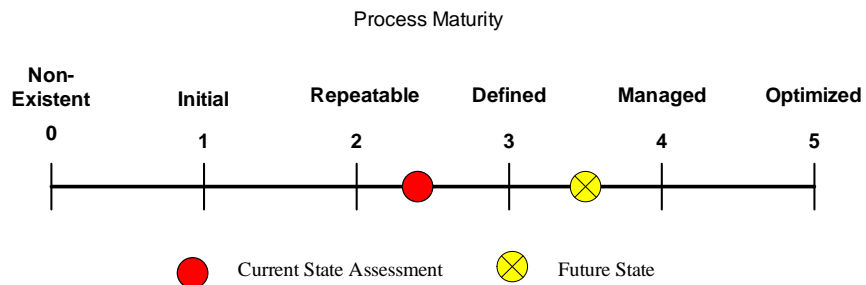 Process Maturity
Non-
Existent
Initial
Repeatable
Defined
Managed
Optimized
0
1
2
3
4
5
Current State Assessment
Future State